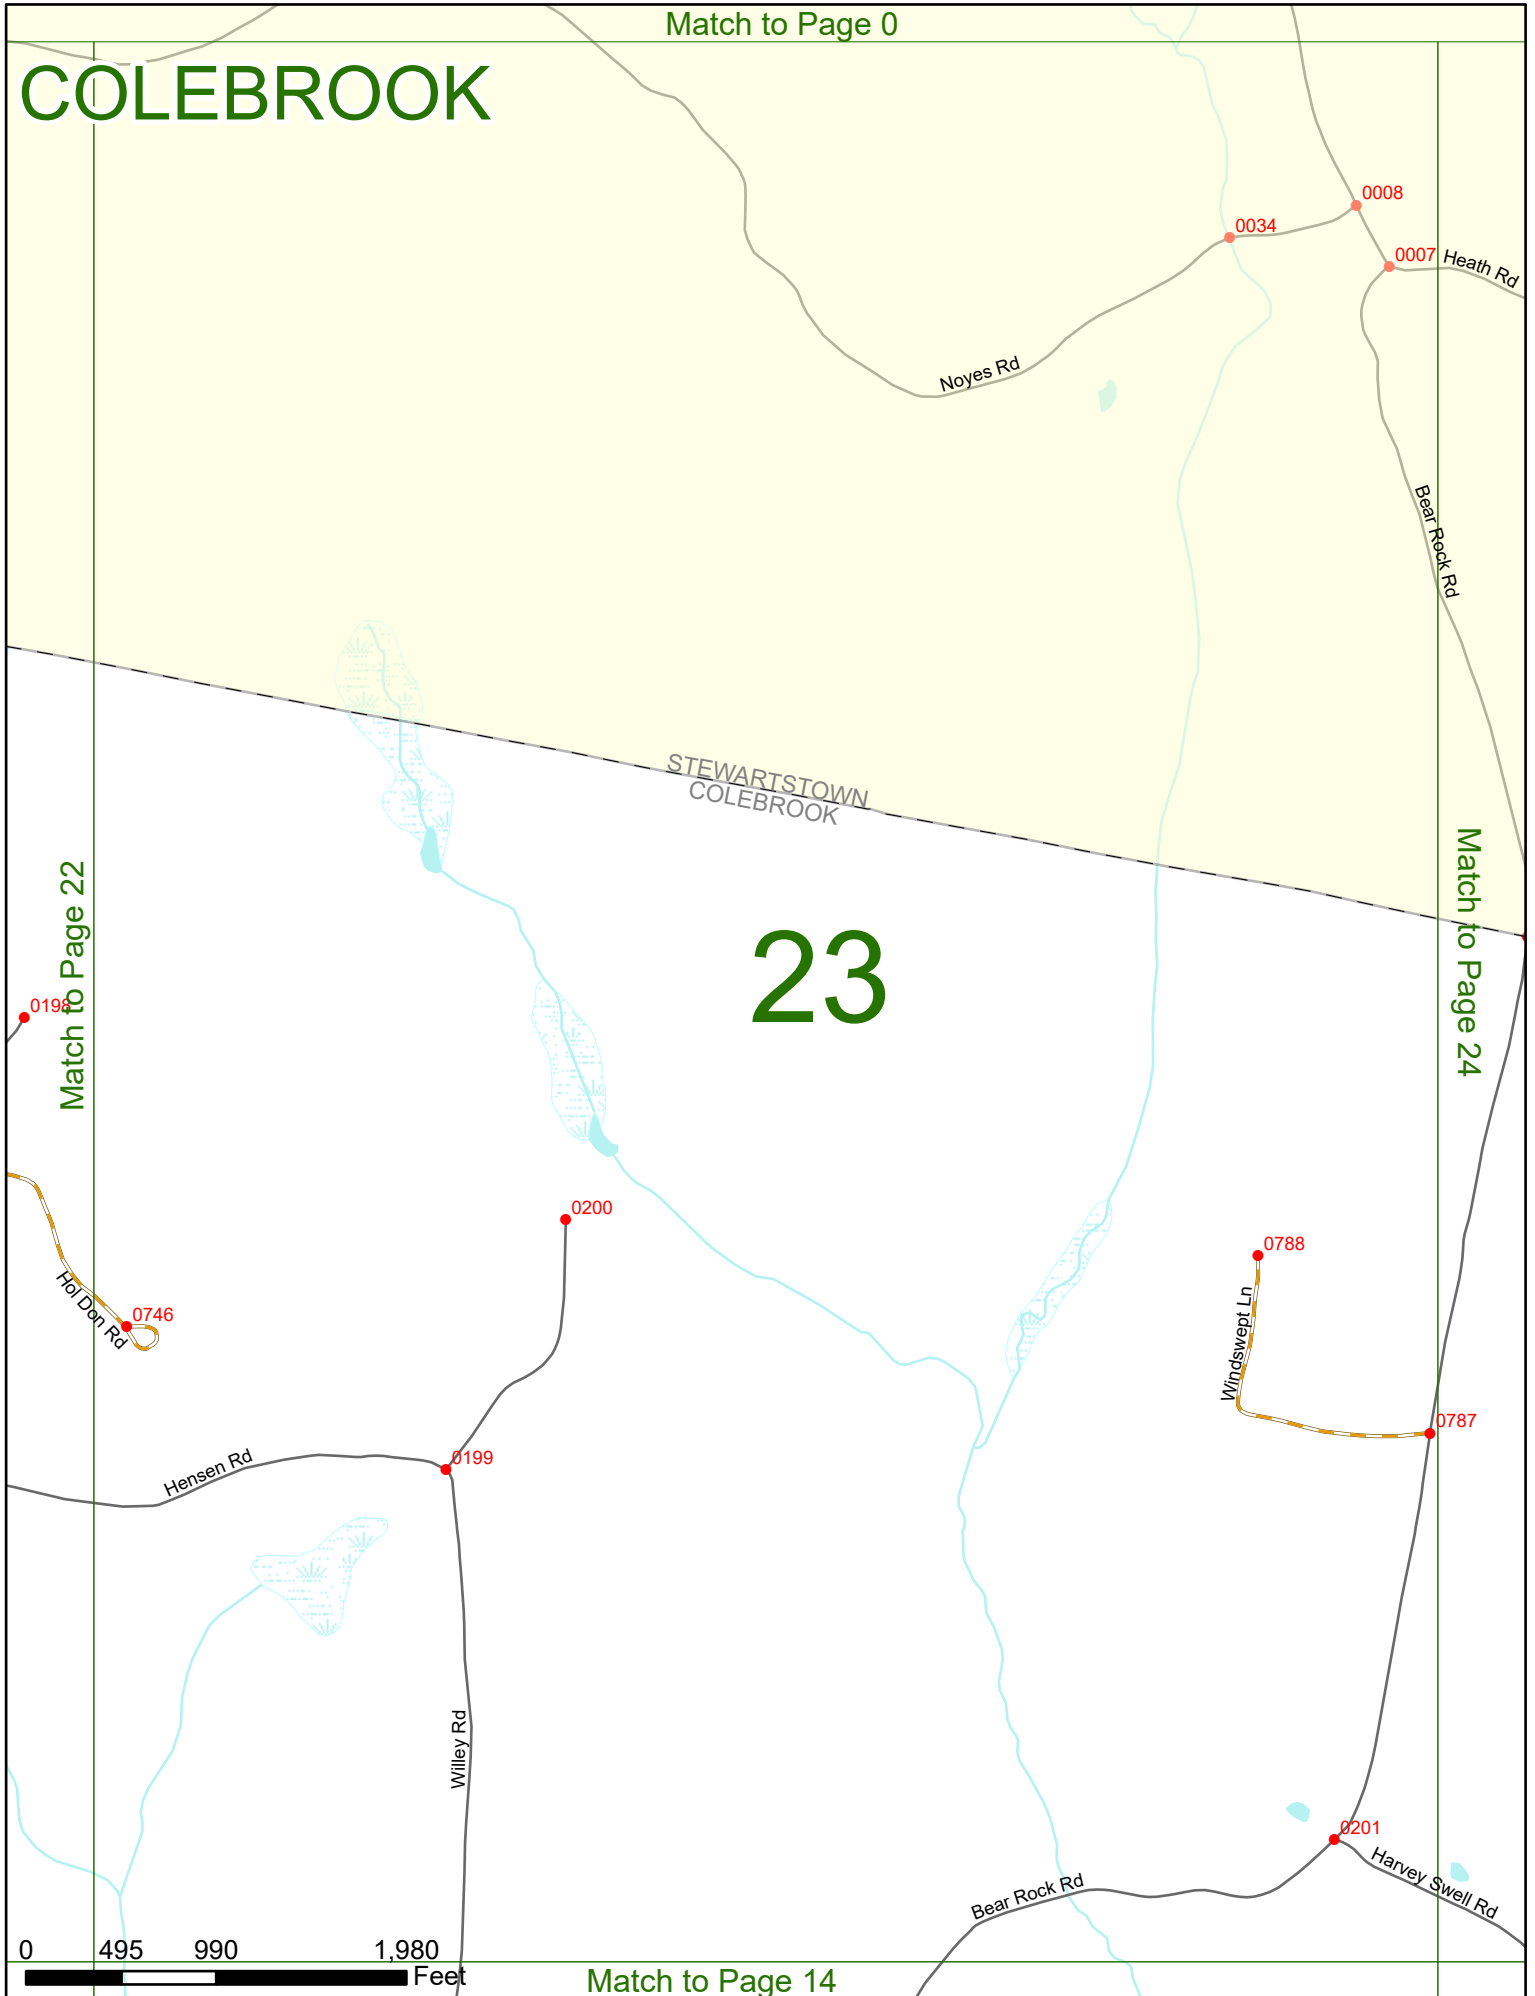 Match to Page 0
COLEBROOK
0008
0034
0007
Heath Rd
Noyes Rd
Bear Rock Rd
STEWARTSTOWN
COLEBROOK
Match to Page 22
Match to Page 24
23
0198
0200
0788
Hol Don Rd
0746
Windswept Ln
0787
Hensen Rd
0199
Willey Rd
0201
Harvey Swell Rd
Bear Rock Rd
0 495 990 1,980
Feet
Match to Page 14